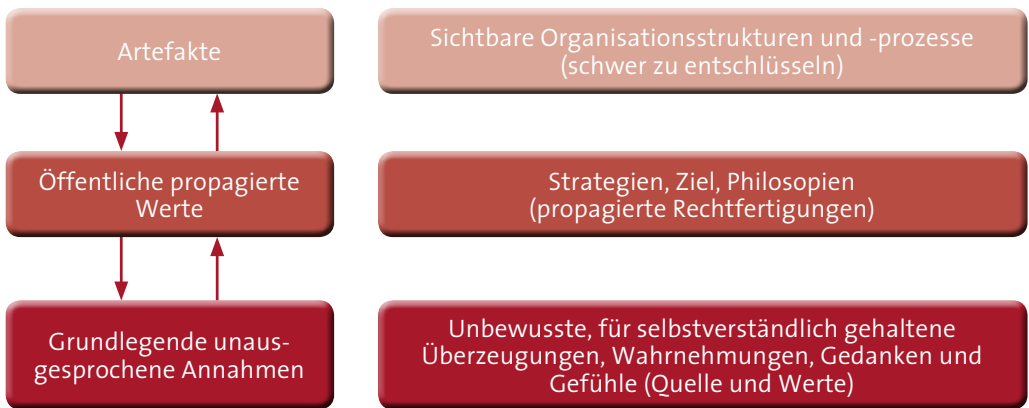 Artefakte
Sichtbare Organisationsstrukturen und -prozesse
(schwer zu entschlüsseln)
Öffentliche propagierte
Werte
Strategien, Ziel, Philosopien
(propagierte Rechtfertigungen)
Grundlegende unaus-
gesprochene Annahmen
Unbewusste, für selbstverständlich gehaltene
Überzeugungen, Wahrnehmungen, Gedanken und
Gefühle (Quelle und Werte)